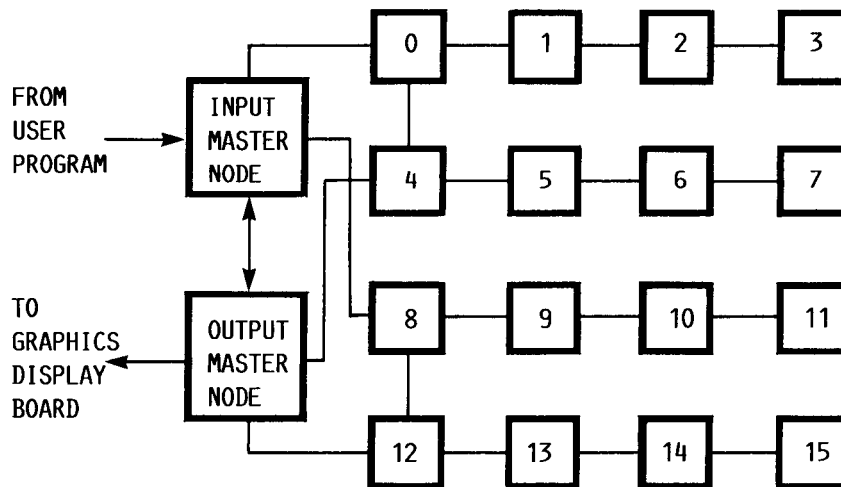 0 1 2 3
FROM
USER
PROGRAM
INPUT
MASTER
NODE
4 5 6 7
TO
GRAPHICS
DISPLAY
BOARD
OUTPUT
MASTER
NODE
8 9 10 11
12 13 14 15